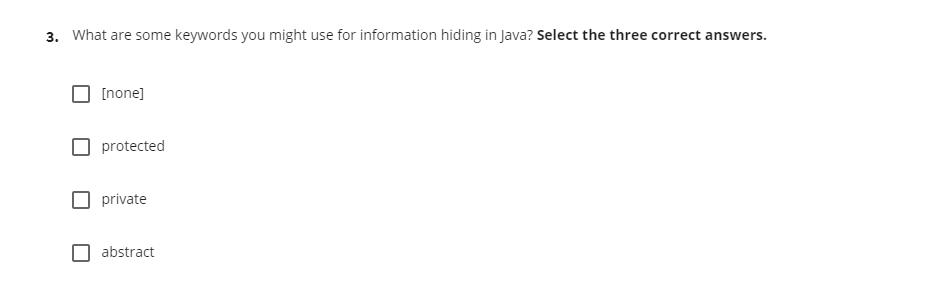 3. What are some keywords you might use for information hiding in Java? Select the three correct answers.
[none]
protected
private
abstract